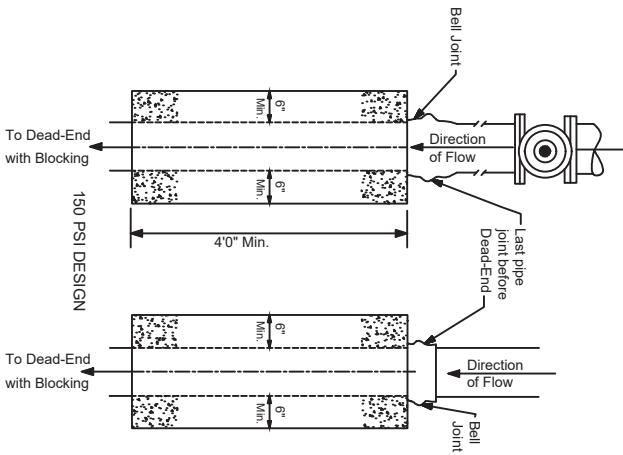 Bell Joint
6"
Min.
To Dead-End
with Blocking
Direction
of Flow
6"
Min.
4'0" Min.
150 PSI DESIGN
Last pipe
joint before
Dead-End
6"
Min.
To Dead-End
with Blocking
Direction
of Flow
6"
Min.
Bell
Joint